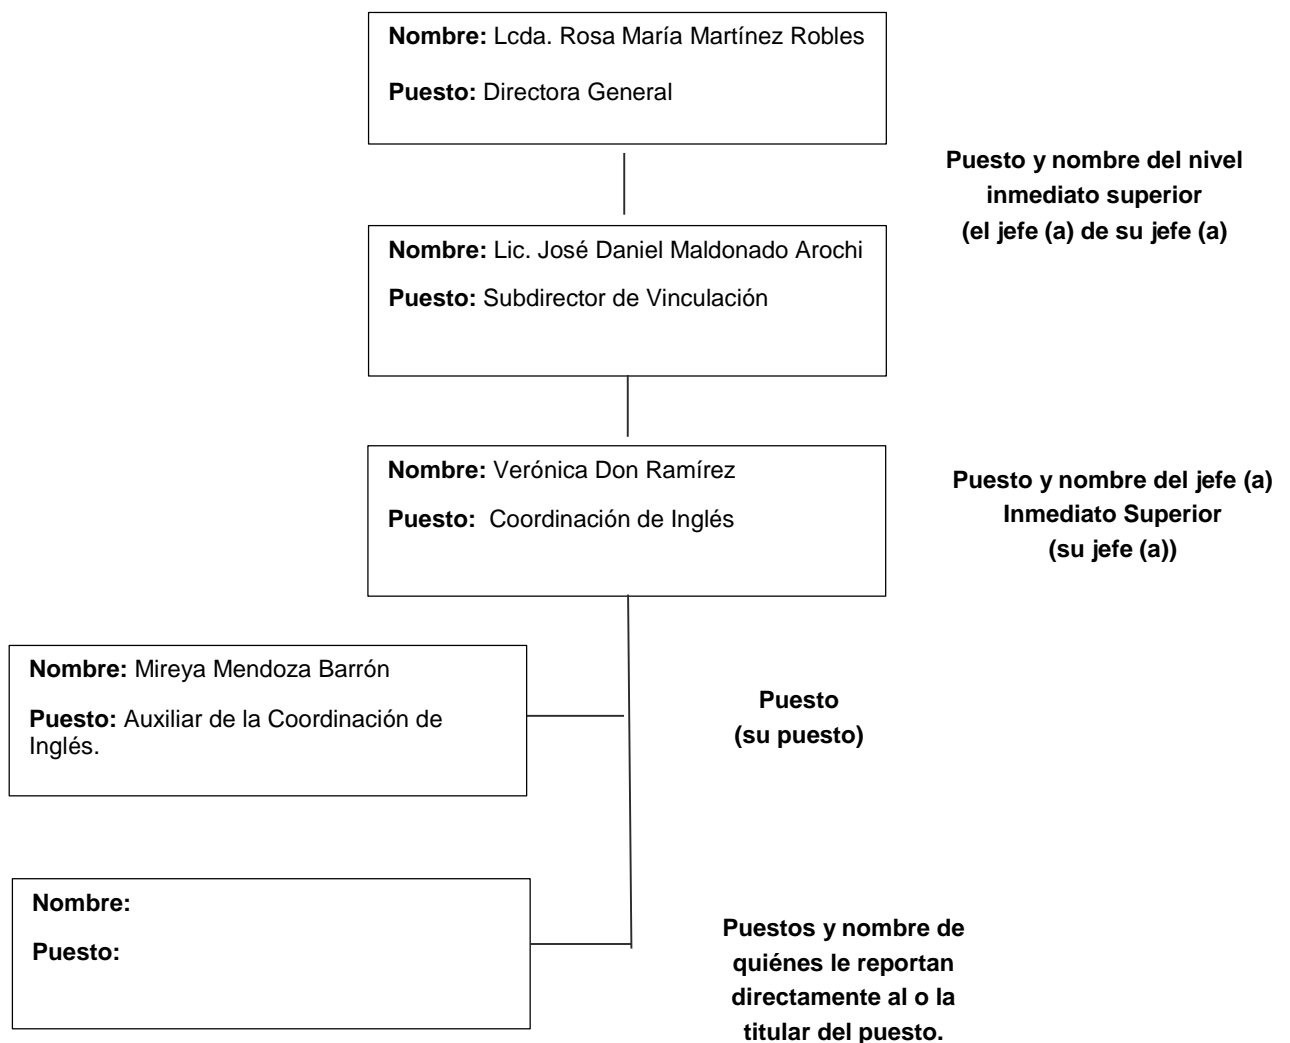 Nombre: Lcda. Rosa María Martínez Robles
Puesto: Directora General
Puesto y nombre del nivel
inmediato superior
(el jefe (a) de su jefe (a)
Nombre: Lic. José Daniel Maldonado Arochi
Puesto: Subdirector de Vinculación
Nombre: Verónica Don Ramírez
Puesto: Coordinación de Inglés
Puesto y nombre del jefe (a)
Inmediato Superior
(su jefe (a))
Nombre: Mireya Mendoza Barrón
Puesto: Auxiliar de la Coordinación de
Inglés.
Puesto
(su puesto)
Nombre:
Puesto:
Puestos y nombre de
quiénes le reportan
directamente al o la
titular del puesto.